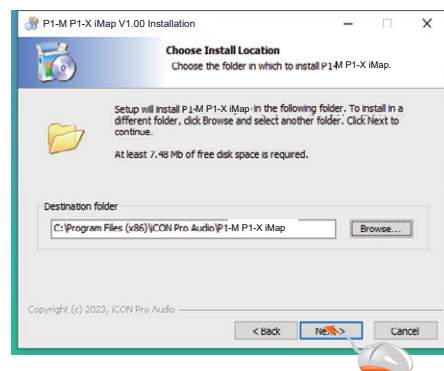 P1-M P1-X iMap V1.00 Installation
Choose Install Location
Choose the folder in which to install P1-M P1-X iMap.
Setup will install P1-M P1-X iMap in the following folder. To install in a
different folder, click Browse and select another folder. Click Next to
continue.
At least 7.48 Mb of free disk space is required.
Destination folder
C:\Program Files (x86)\iCON Pro Audio\P1-M P1-X iMap
Browse...
Copyright (c) 2023, iCON Pro Audio
< Back
Next >
Cancel